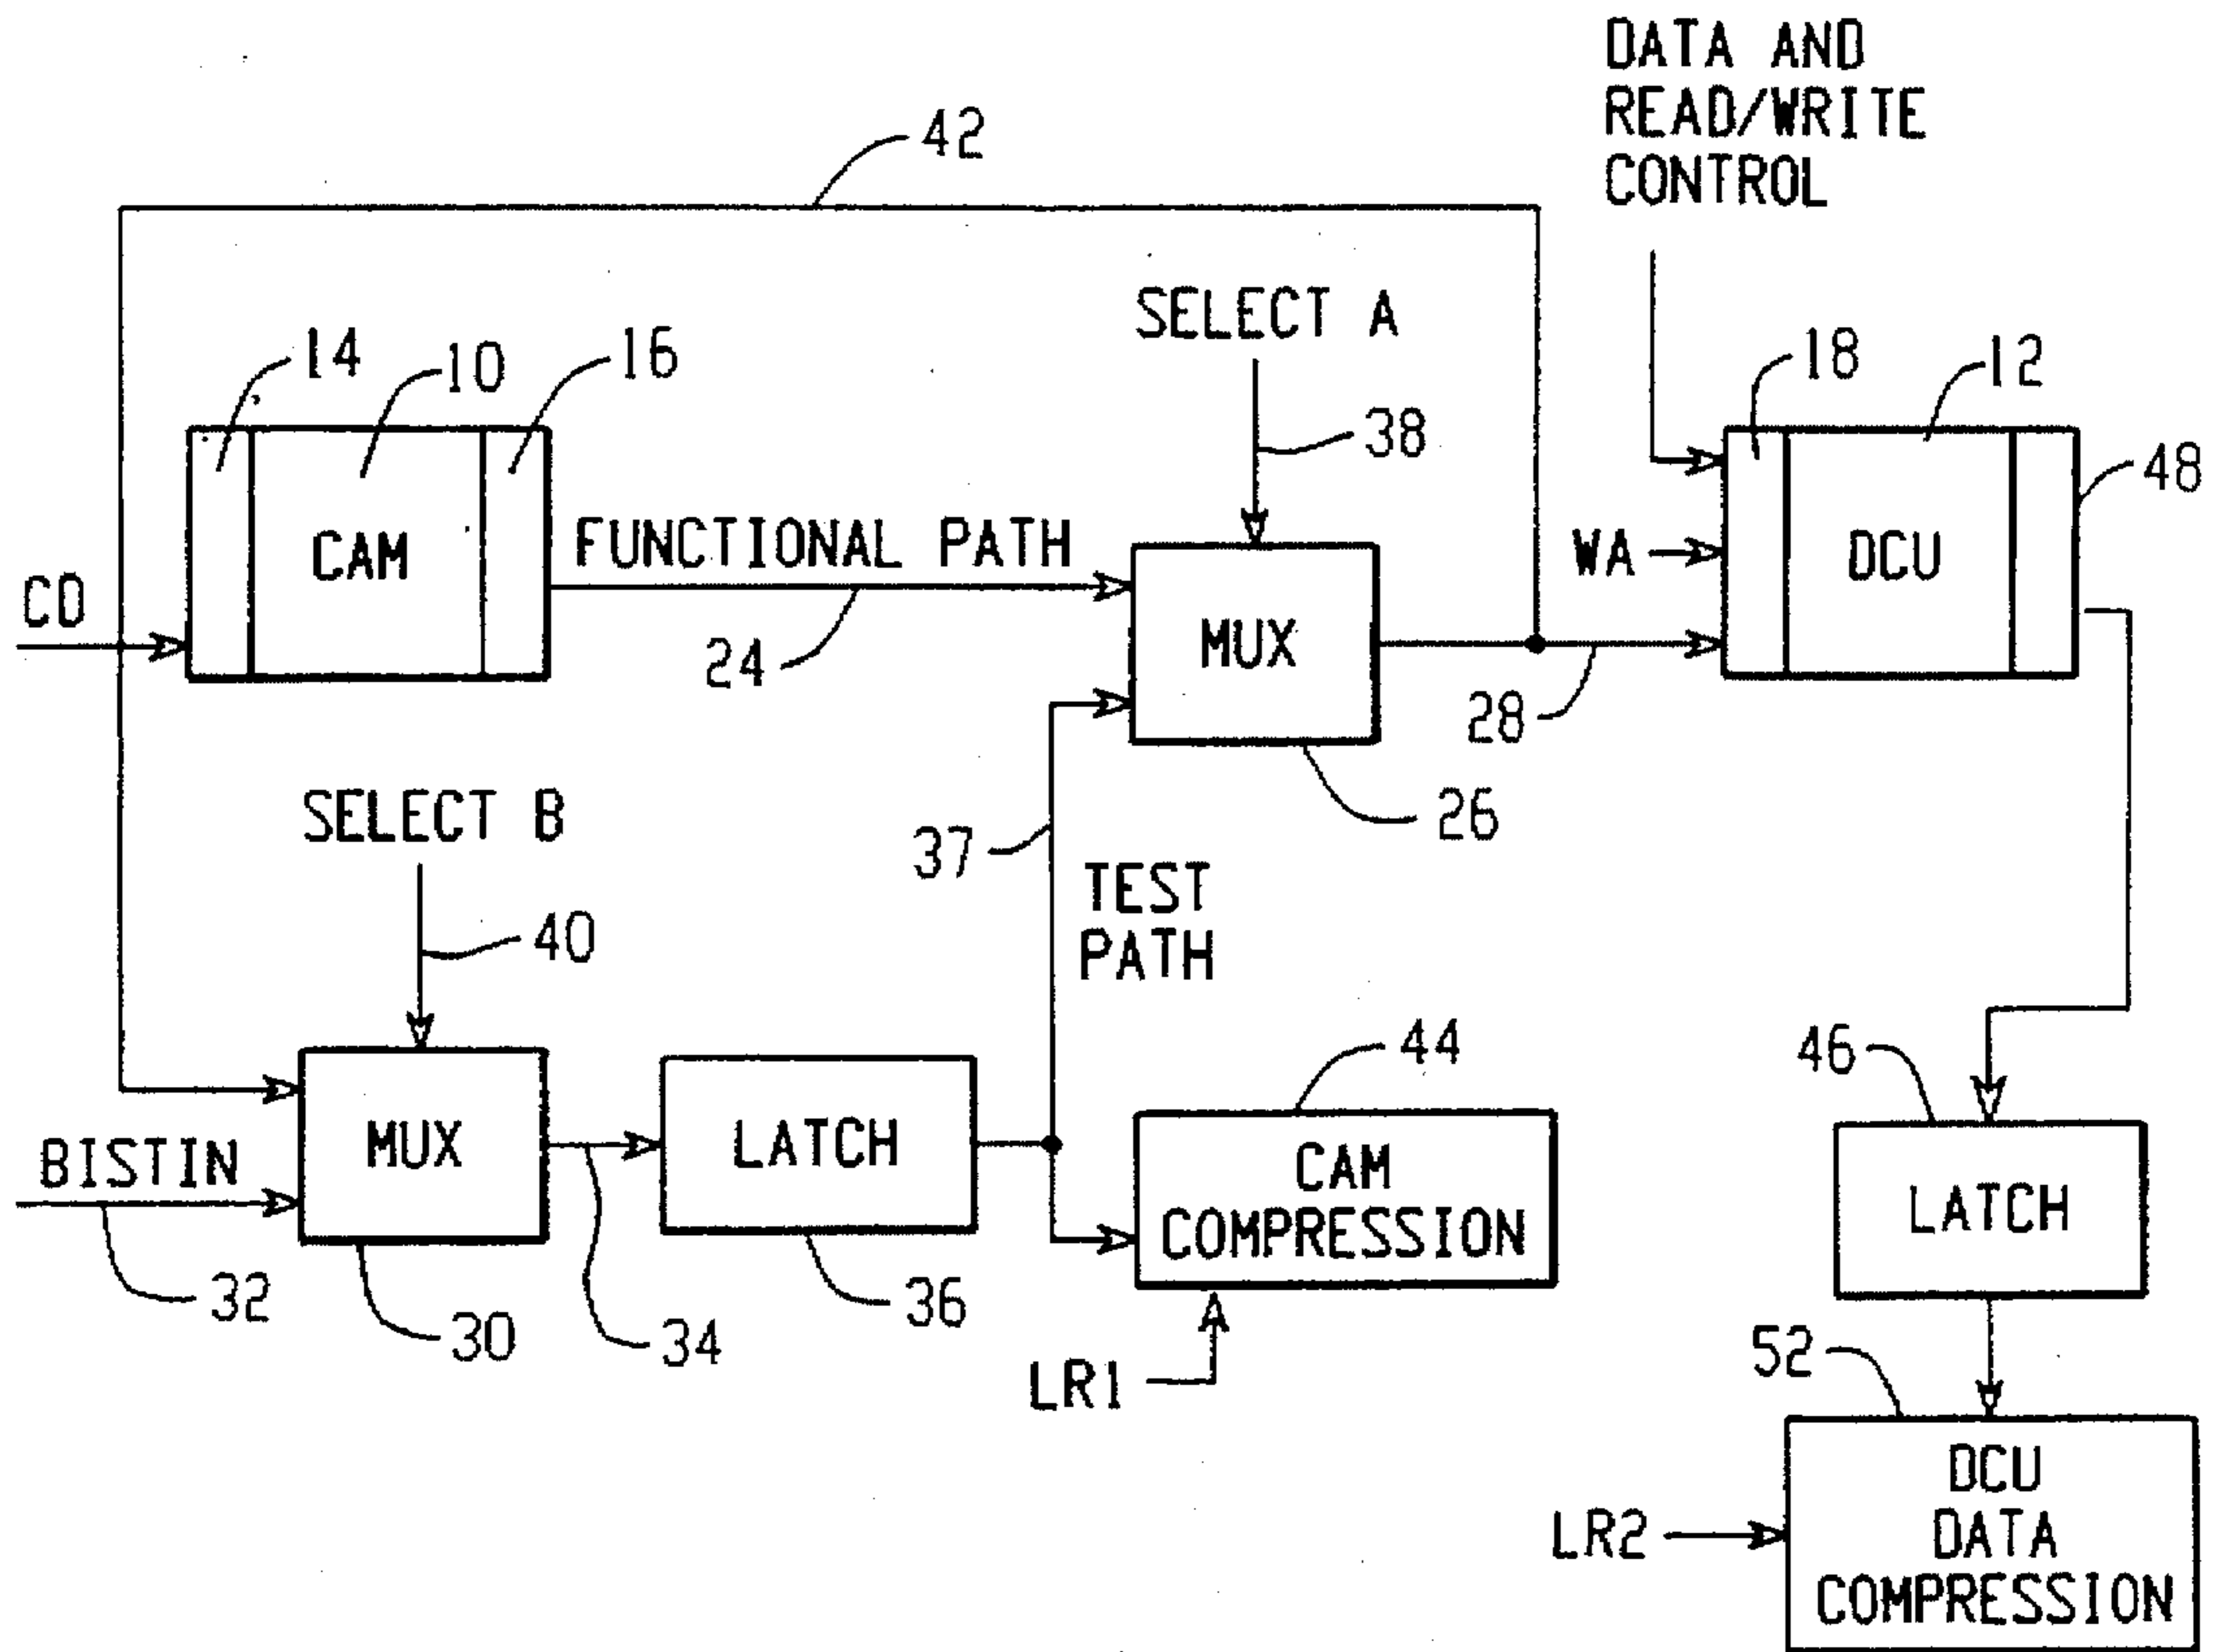 DATA AND
READ/WRITE
CONTROL
42
SELECT A
14
10
16
18
12
38
48
CAM
FUNCTIONAL PATH
WA
DCU
CD
24
MUX
28
SELECT B
37
26
TEST
PATH
40
44
46
BISTIN
MUX
LATCH
CAM
COMPRESSION
LATCH
32
30
34
36
LR1
52
LR2
DCU
DATA
COMPRESSION